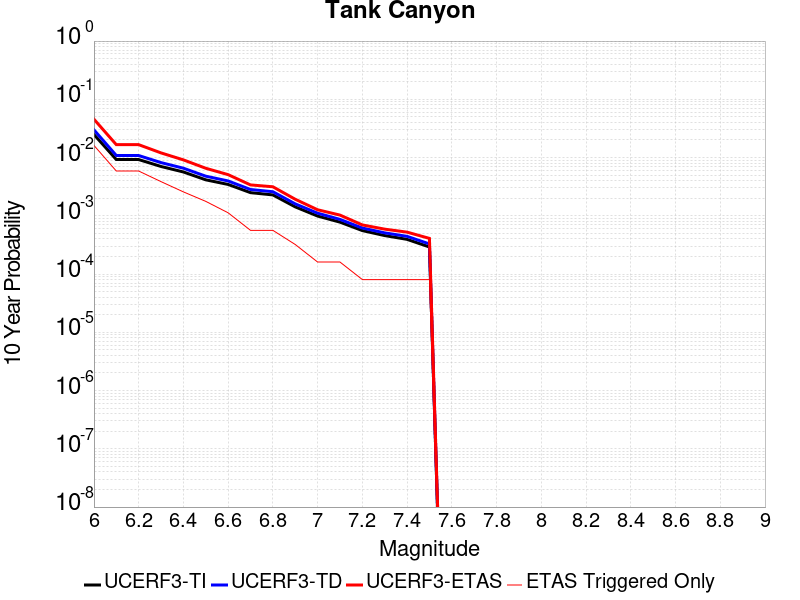 Tank Canyon
10^0
10^-1
10^-2
10^-3
10^-4
10^-5
10^-6
10^-7
10^-8
10 Year Probability
6 6.2 6.4 6.6 6.8 7 7.2 7.4 7.6 7.8 8 8.2 8.4 8.6 8.8 9
Magnitude
UCERF3-TI UCERF3-TD UCERF3-ETAS ETAS Triggered Only